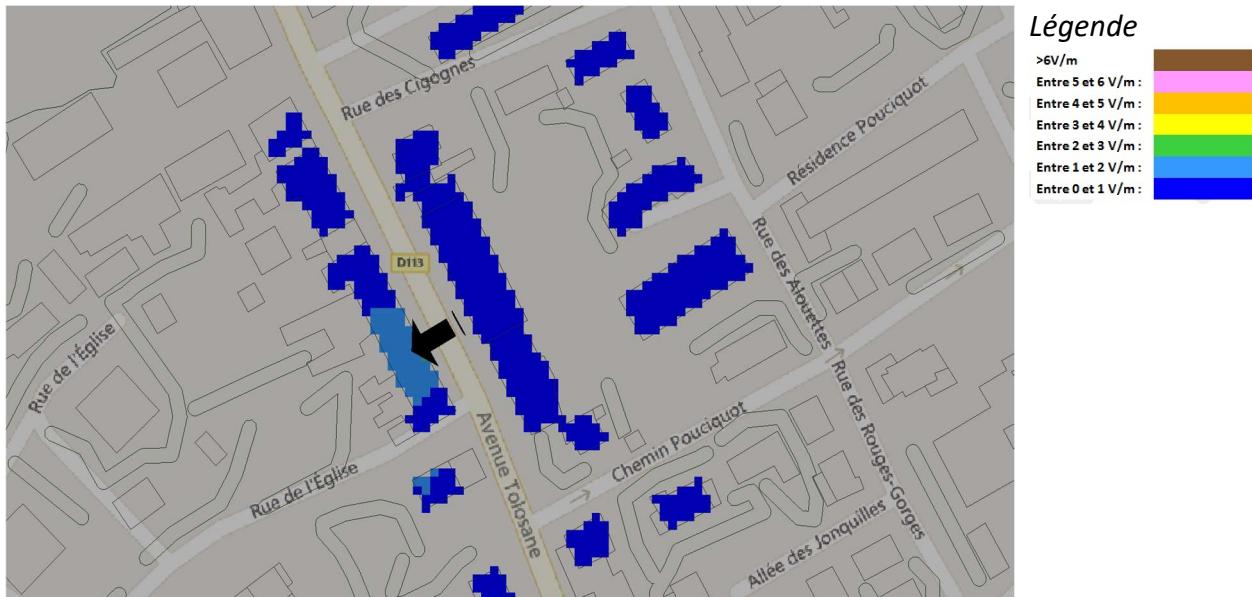 Légende
>6V/m
Entre 5 et 6 V/m :
Entre 4 et 5 V/m :
Entre 3 et 4 V/m :
Entre 2 et 3 V/m :
Entre 1 et 2 V/m :
Entre 0 et 1 V/m :
Rue des Cigognes
Résidence Pouciquot
D113
Rue des Alouettes
Rue de l'Église
Rue des Rouges-Gorges
Chemin Pouciquot
Avenue Tolosane
Rue de l'Église
Allée des Jonquilles